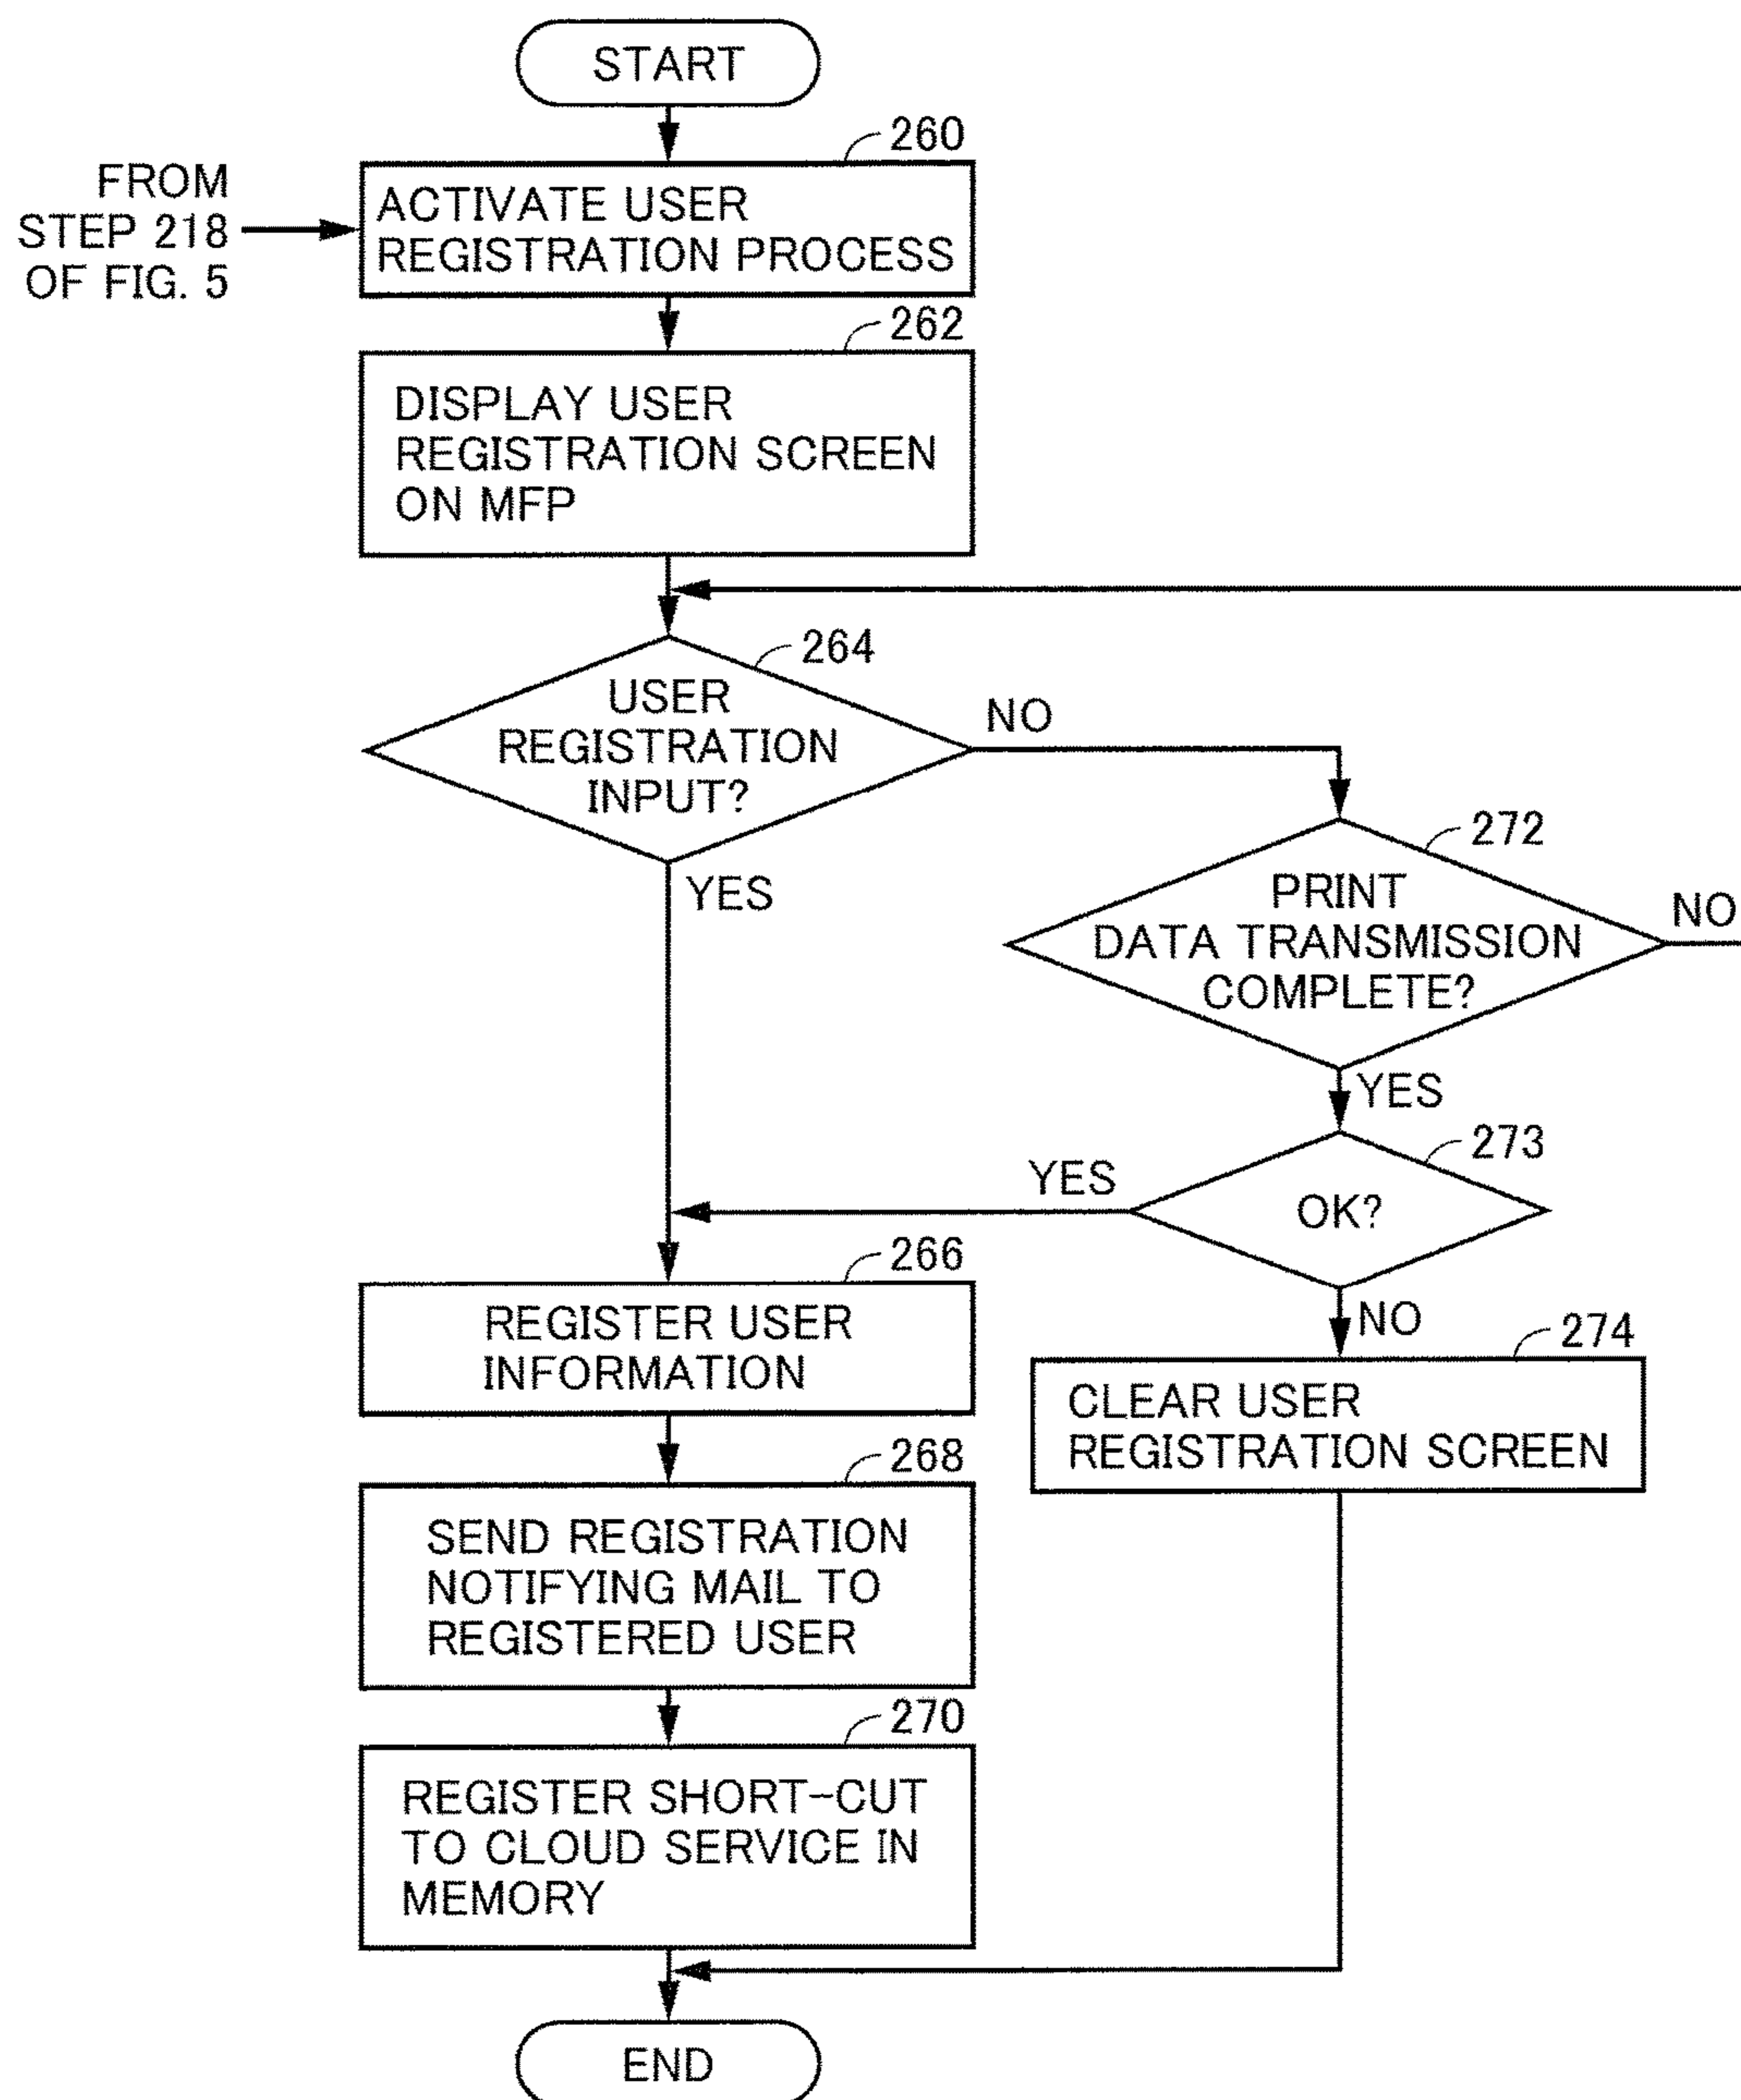 START
260
FROM
STEP 218
OF FIG. 5
ACTIVATE USER
REGISTRATION PROCESS
262
DISPLAY USER
REGISTRATION SCREEN
ON MFP
264
USER
REGISTRATION
INPUT?
NO
YES
272
PRINT
DATA TRANSMISSION
COMPLETE?
NO
YES
273
OK?
YES
NO
266
REGISTER USER
INFORMATION
274
CLEAR USER
REGISTRATION SCREEN
268
SEND REGISTRATION
NOTIFYING MAIL TO
REGISTERED USER
270
REGISTER SHORT-CUT
TO CLOUD SERVICE IN
MEMORY
END